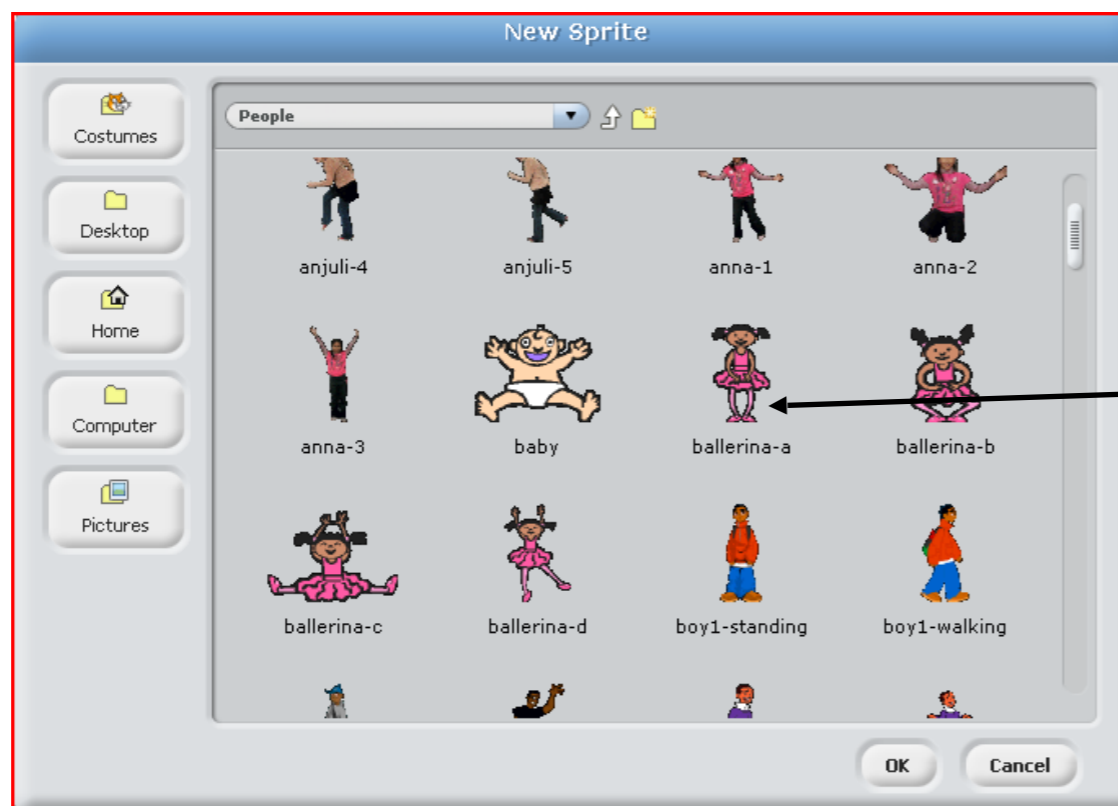 New Sprite
Costumes
Desktop
Home
Computer
Pictures
People
anjuli-4 anjuli-5 anna-1 anna-2
anna-3 baby ballerina-a ballerina-b
ballerina-c ballerina-d boy1-standing boy1-walking
OK Cancel